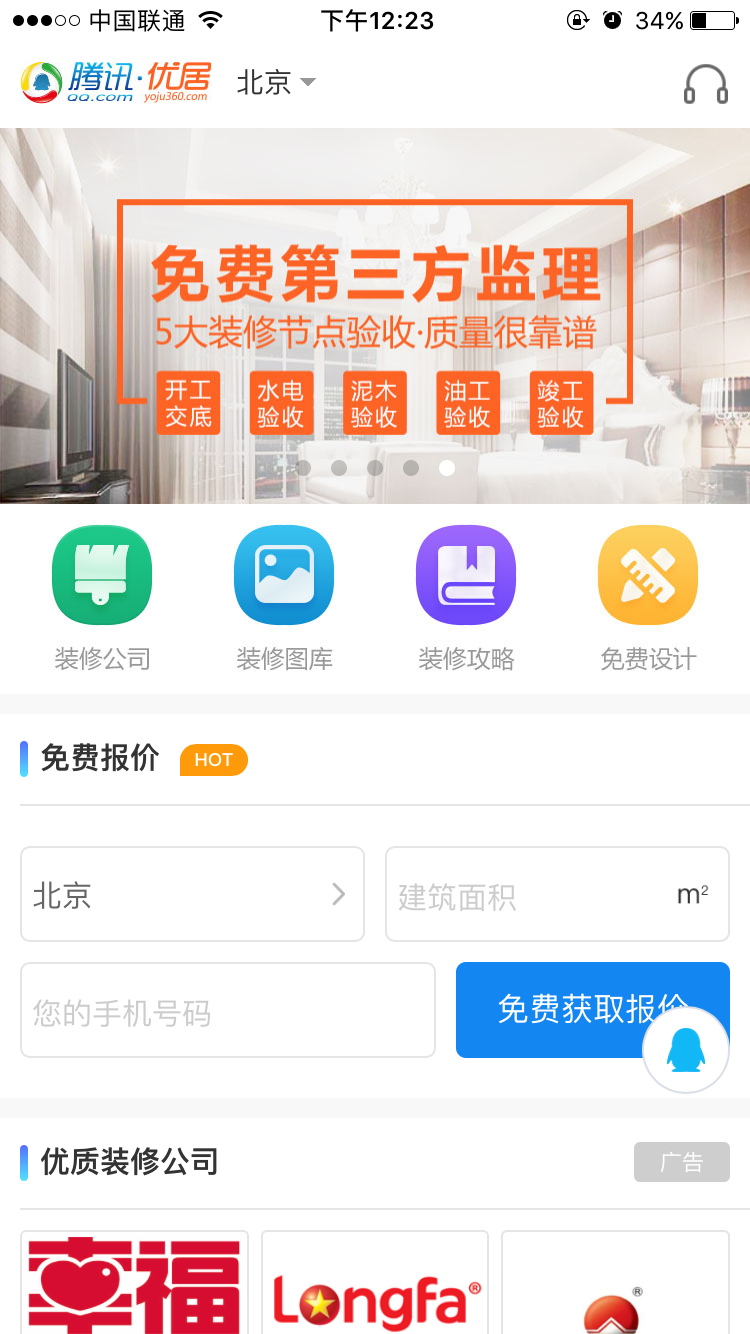 中国联通
下午12:23
34%
腾讯·优居
qq.com yoju360.com
北京
免费第三方监理
5大装修节点验收·质量很靠谱
开工交底
水电验收
泥木验收
油工验收
竣工验收
装修公司
装修图库
装修攻略
免费设计
免费报价
HOT
北京
建筑面积
m²
您的手机号码
免费获取报价
优质装修公司
广告
幸福
Longfa®
®